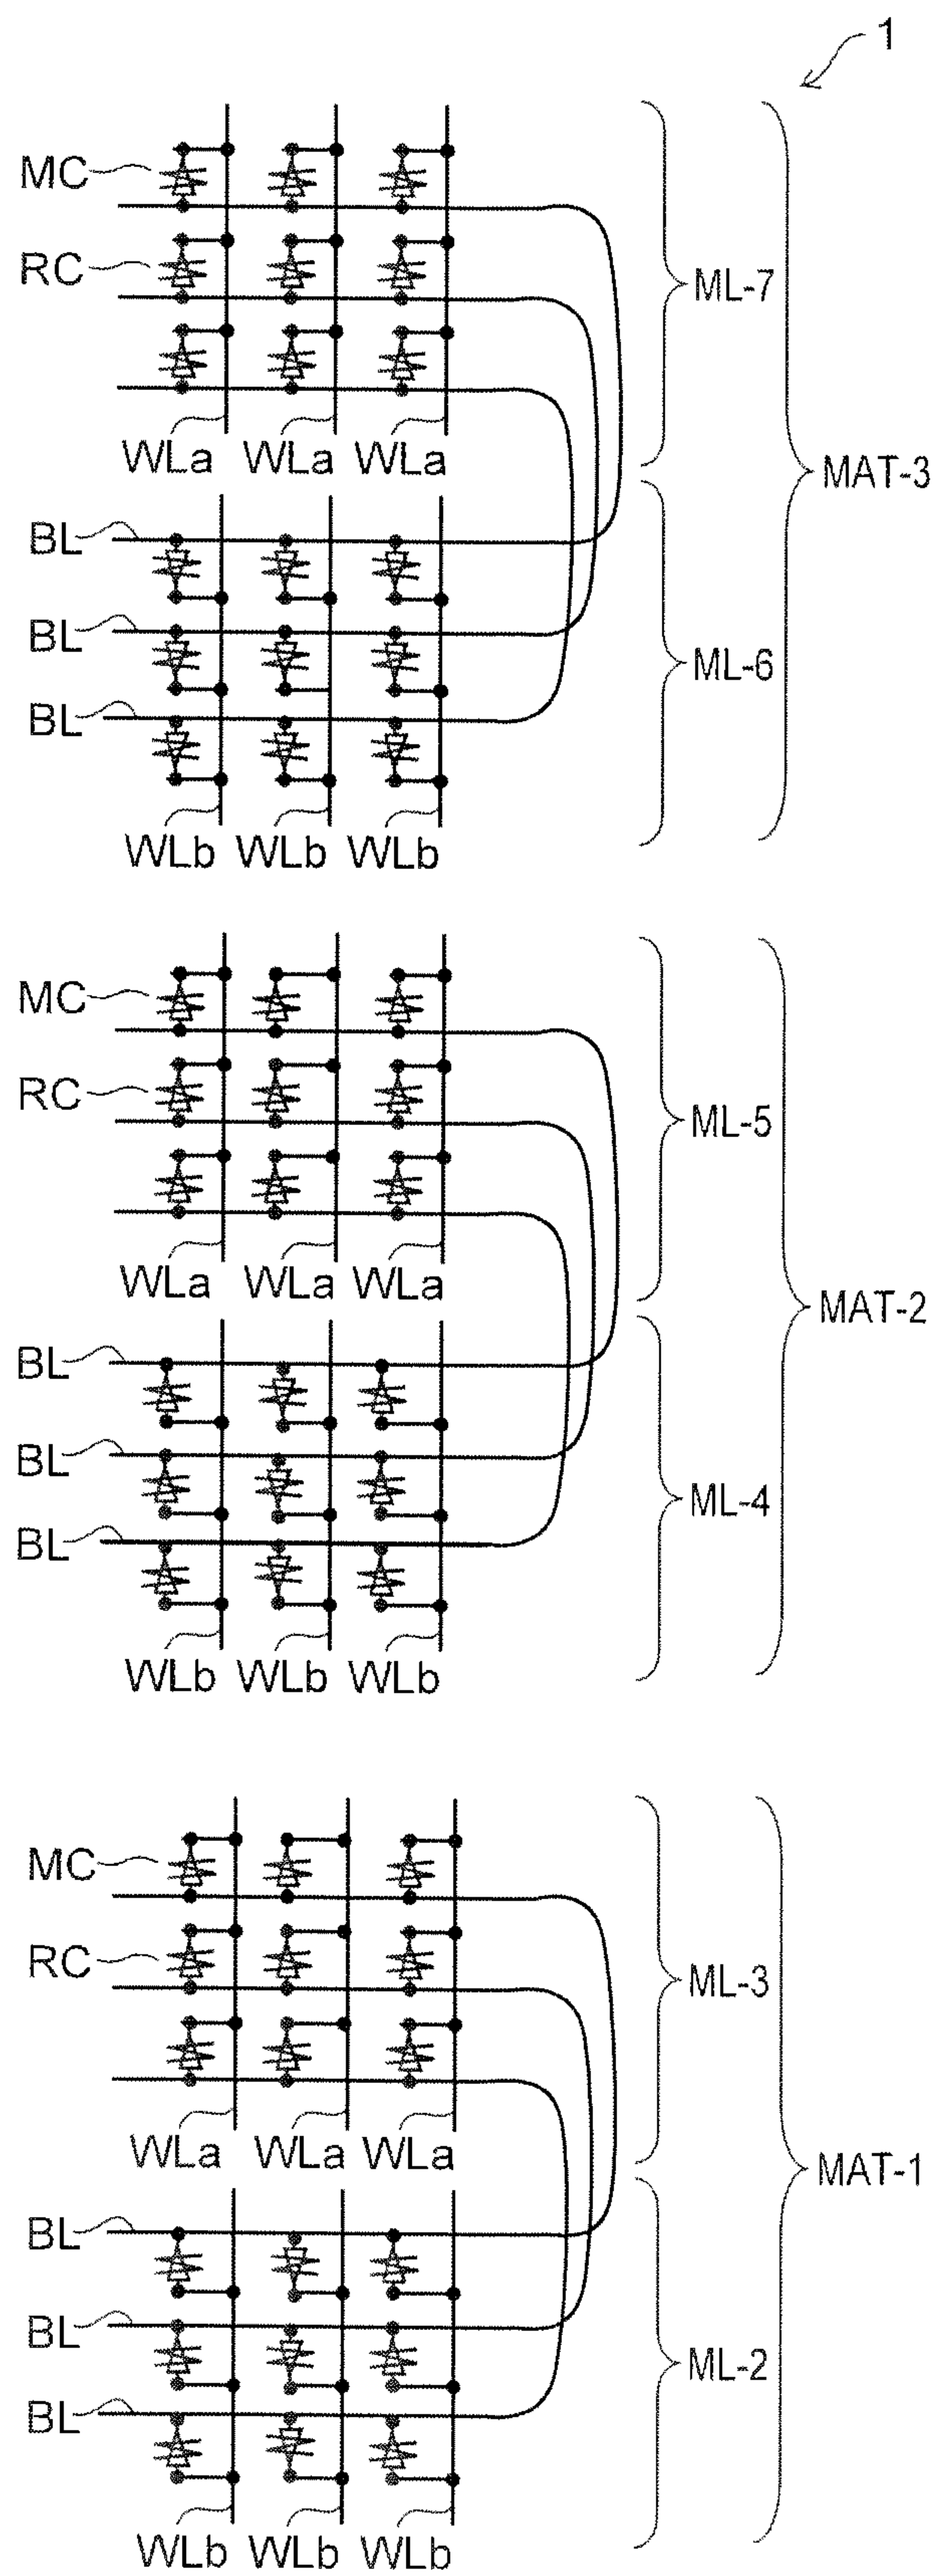 1
MC
RC
ML-7
WLa WLa WLa
MAT-3
BL
BL
ML-6
BL
WLb WLb WLb
MC
RC
ML-5
WLa WLa WLa
MAT-2
BL
BL
ML-4
BL
WLb WLb WLb
MC
RC
ML-3
WLa WLa WLa
MAT-1
BL
BL
ML-2
BL
WLb WLb WLb